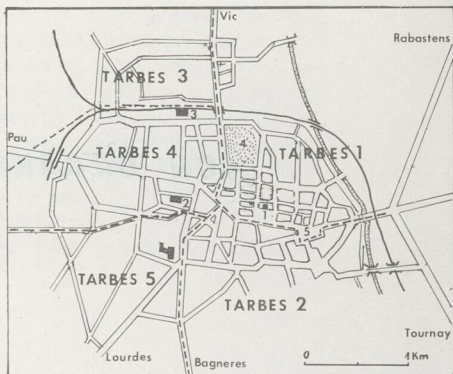 Vic
Rabastens
TARBES 3
3
Pau
TARBES 4
4
TARBES 1
2
1
5
TARBES 5
TARBES 2
Tournay
Lourdes
Bagneres
0 1Km